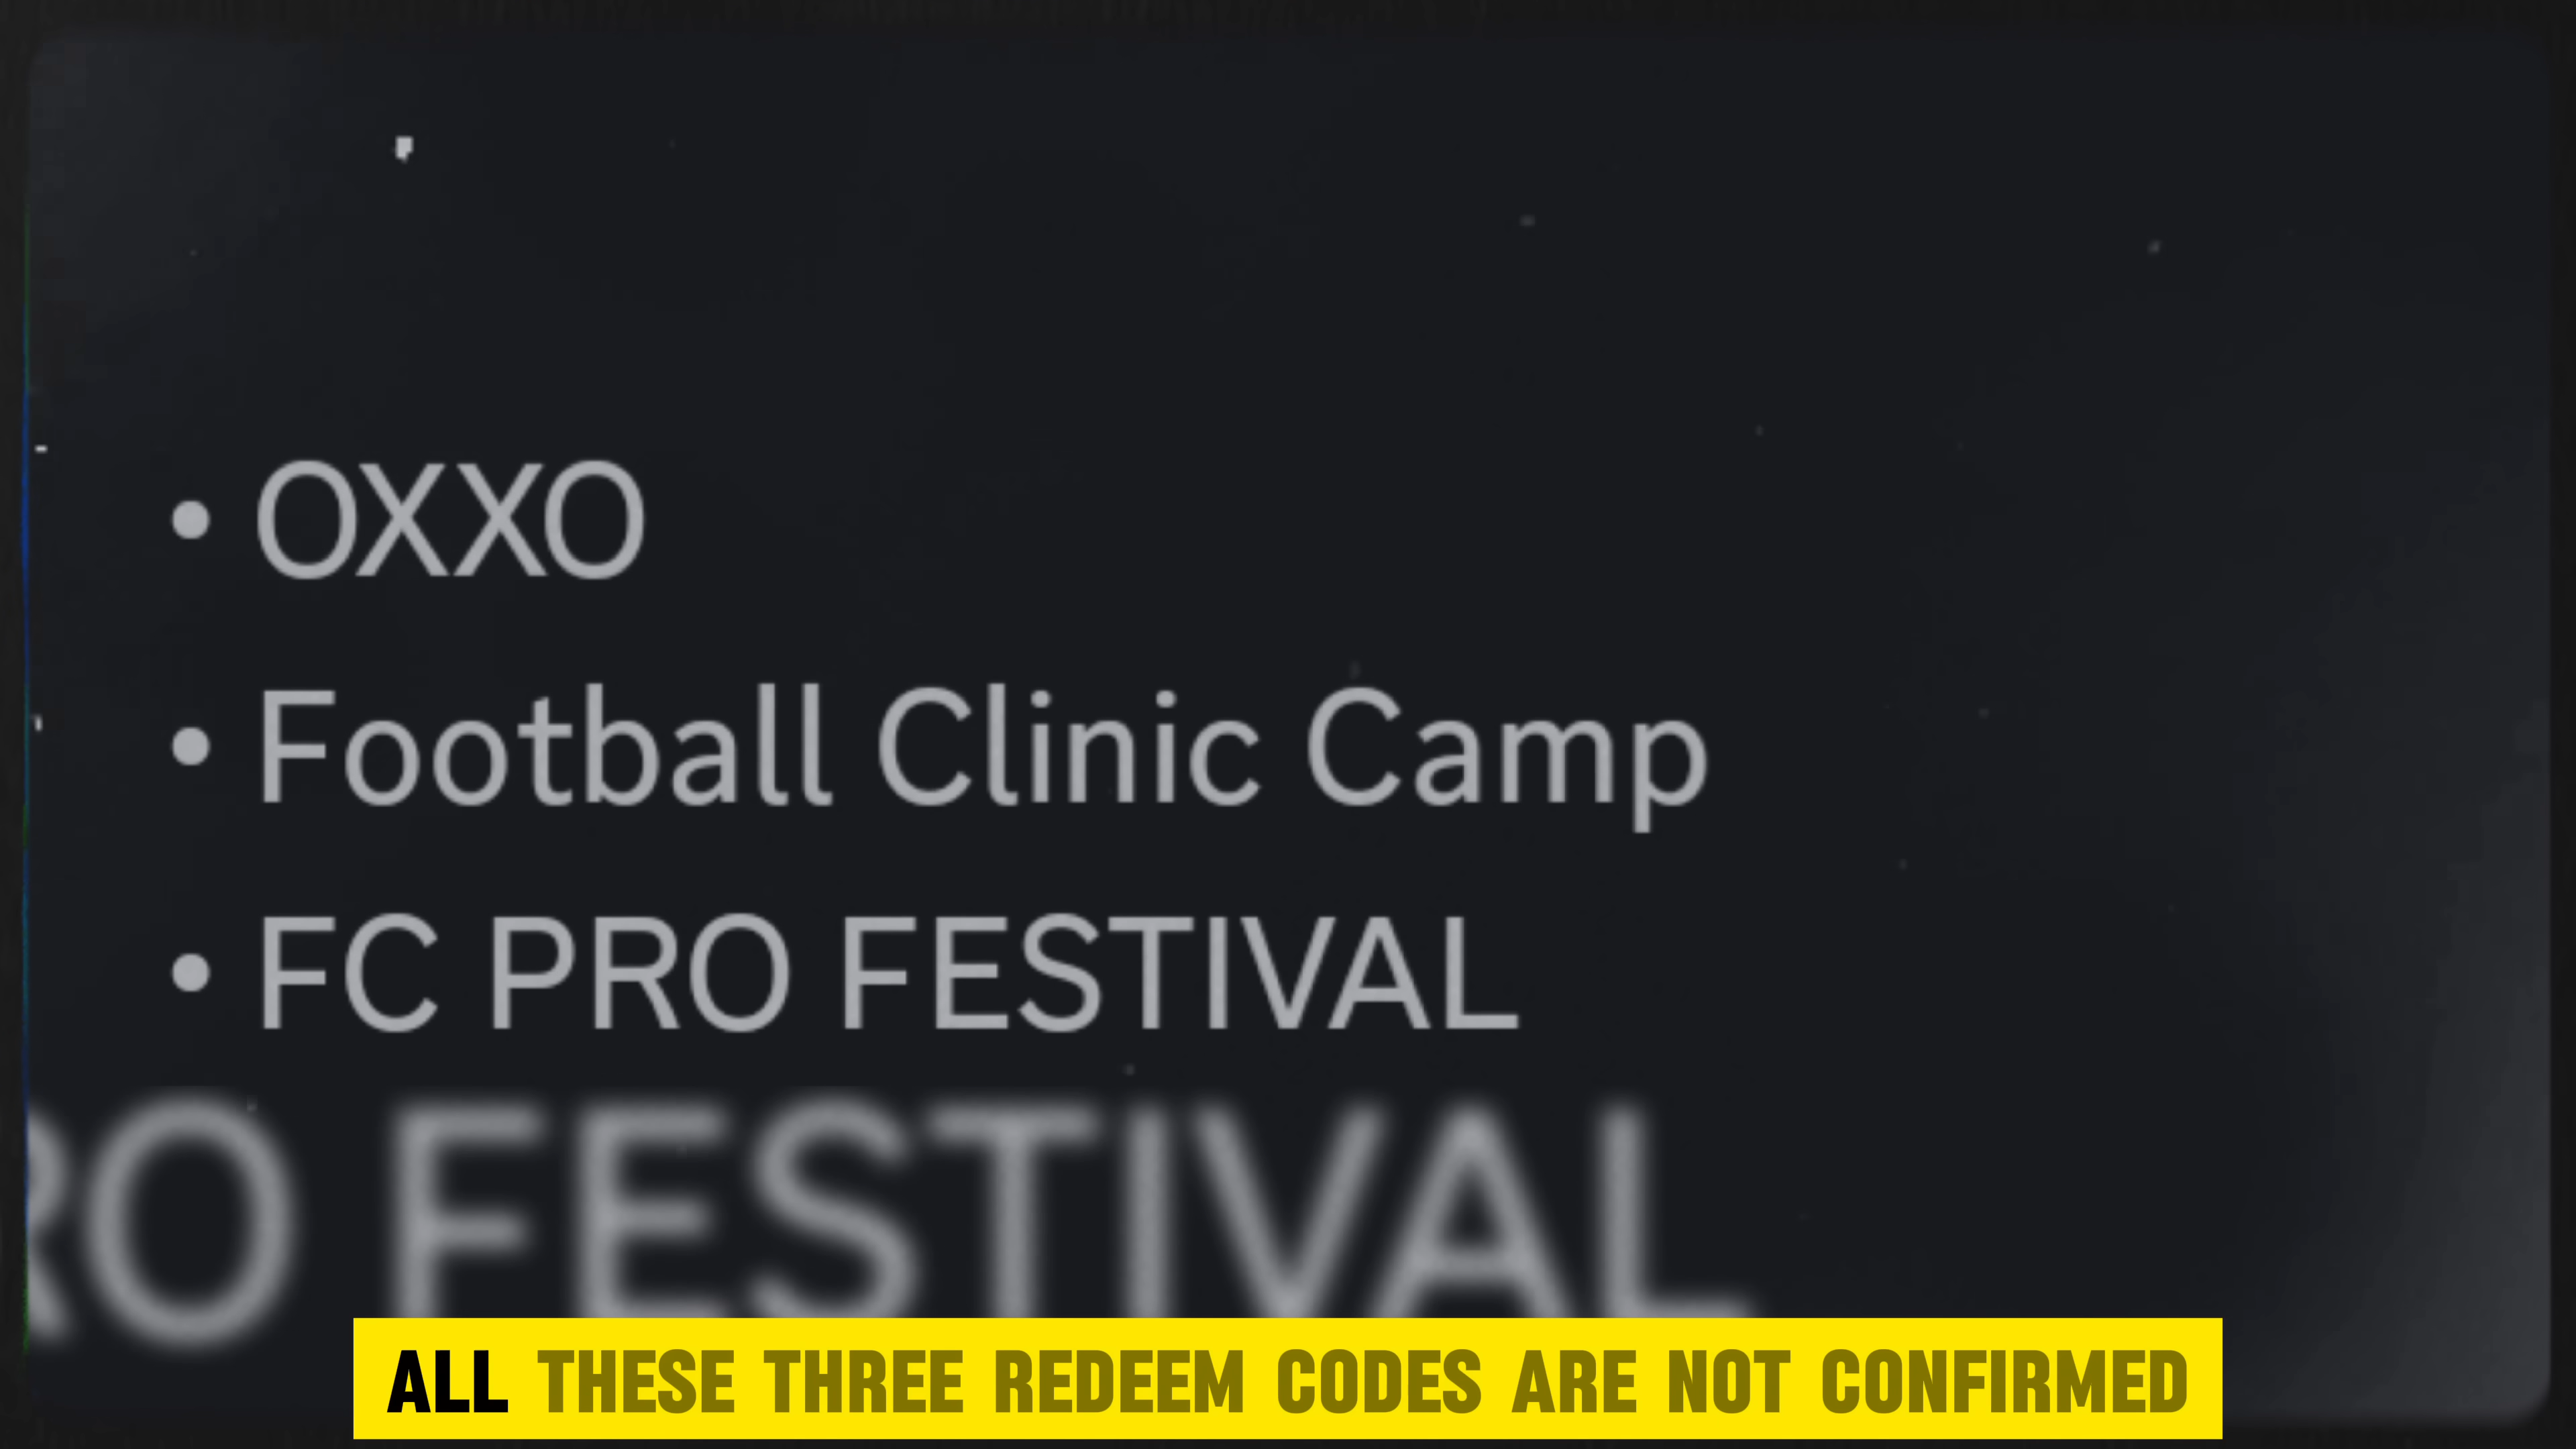 • OXXO
• Football Clinic Camp
• FC PRO FESTIVAL
RO FESTIVAL
ALL THESE THREE REDEEM CODES ARE NOT CONFIRMED